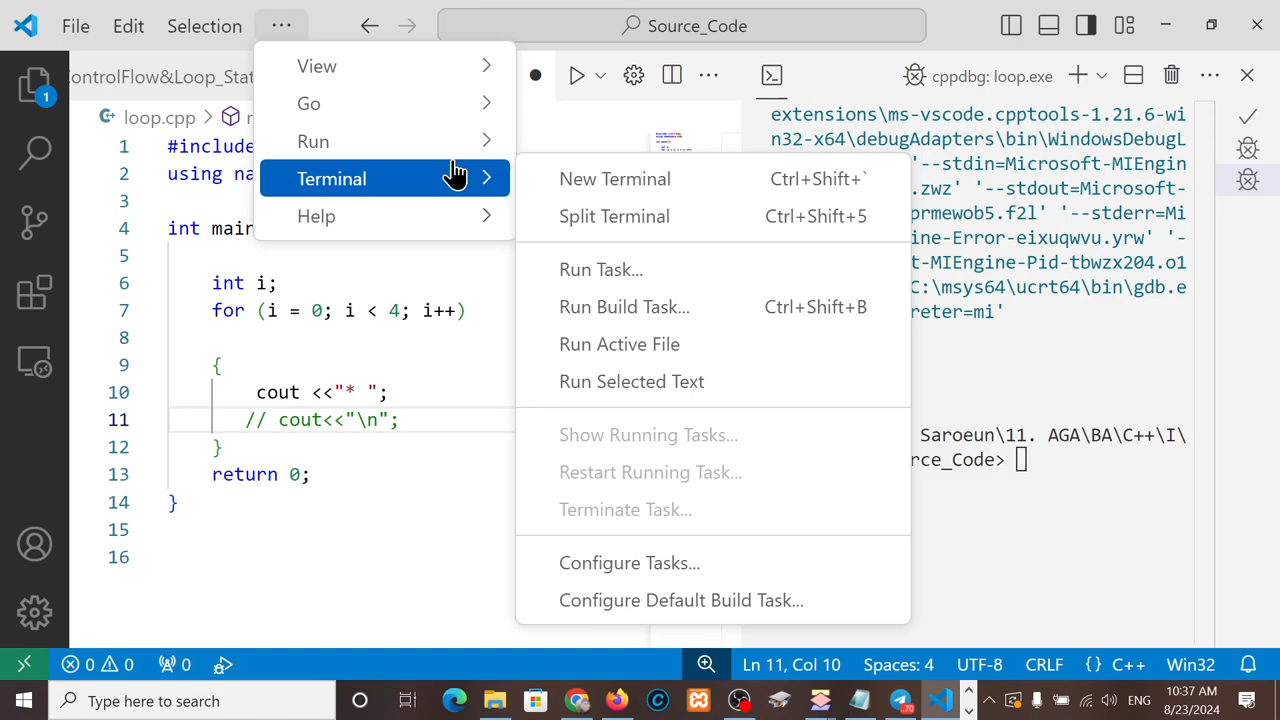 File Edit Selection ··· Source_Code
ontrolFlow&Loop_Sta
cppdbg: loop.exe
View
Go
Run
Terminal
Help
New Terminal Ctrl+Shift+`
Split Terminal Ctrl+Shift+5
Run Task...
Run Build Task... Ctrl+Shift+B
Run Active File
Run Selected Text
Show Running Tasks...
Restart Running Task...
Terminate Task...
Configure Tasks...
Configure Default Build Task...
loop.cpp >
1 #include
2 using na
3
4 int main
5
6 int i;
7 for (i = 0; i < 4; i++)
8
9 {
10 cout <<"* ";
11 // cout<<"\n";
12 }
13 return 0;
14 }
15
16
extensions\ms-vscode.cpptools-1.21.6-wi
n32-x64\debugAdapters\bin\WindowsDebugL
'--stdin=Microsoft-MIEngin
.zwz' '--stdout=Microsoft-
prmewob5.f2l' '--stderr=Mi
ine-Error-eixuqwvu.yrw' '-
t-MIEngine-Pid-tbwzx204.o1
C:\msys64\ucrt64\bin\gdb.e
reter=mi'
Saroeun\11. AGA\BA\C++\I\
rce_Code>
1
0 0 0 Ln 11, Col 10 Spaces: 4 UTF-8 CRLF {} C++ Win32
Type here to search
70
ENG
10:37 AM
8/23/2024